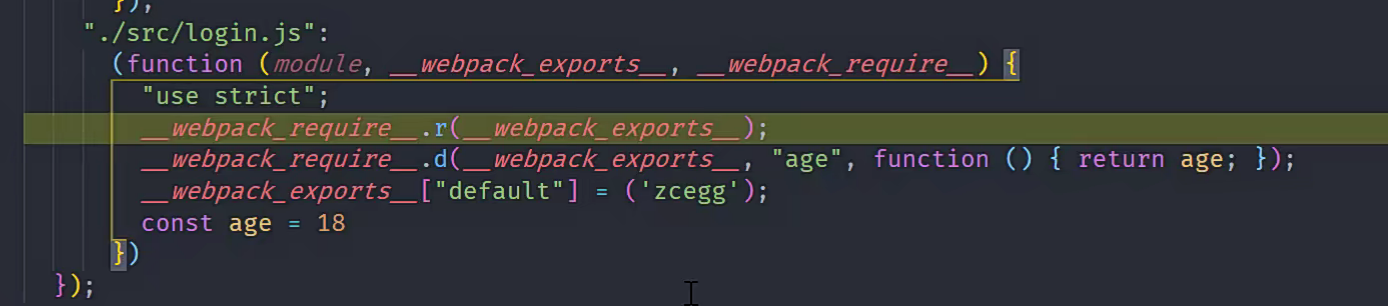 });
"./src/login.js":
(function (module, __webpack_exports__, __webpack_require__) {
"use strict";
__webpack_require__.r(__webpack_exports__);
__webpack_require__.d(__webpack_exports__, "age", function () { return age; });
__webpack_exports__["default"] = ('zcegg');
const age = 18
})
});